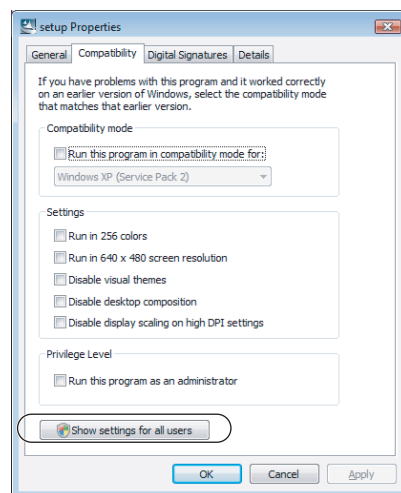 setup Properties
General Compatibility Digital Signatures Details
If you have problems with this program and it worked correctly
on an earlier version of Windows, select the compatibility mode
that matches that earlier version.
Compatibility mode
Run this program in compatibility mode for:
Windows XP (Service Pack 2)
Settings
Run in 256 colors
Run in 640 x 480 screen resolution
Disable visual themes
Disable desktop composition
Disable display scaling on high DPI settings
Privilege Level
Run this program as an administrator
Show settings for all users
OK Cancel Apply